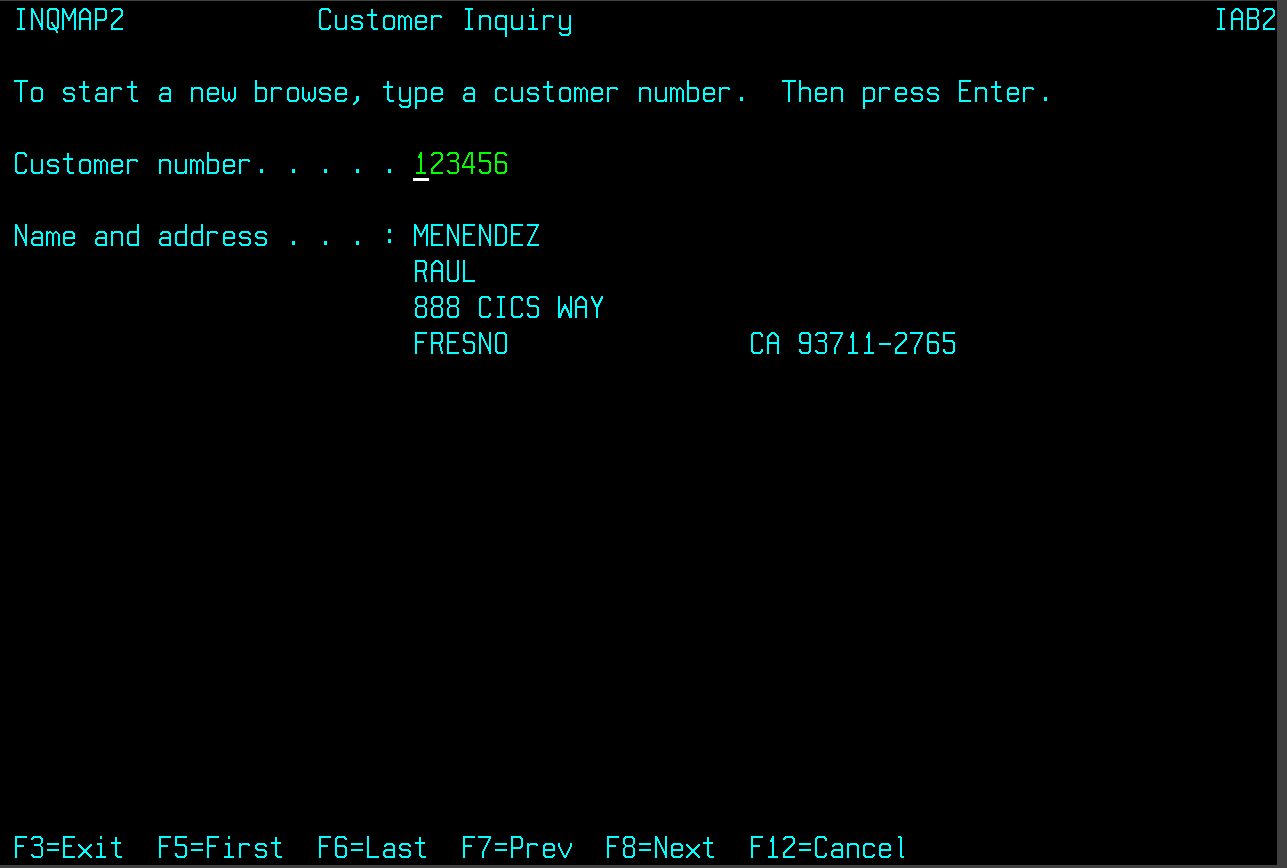 INQMAP2 Customer Inquiry IAB2
To start a new browse, type a customer number. Then press Enter.
Customer number. . . . . 123456
Name and address . . . : MENENDEZ
RAUL
888 CICS WAY
FRESNO CA 93711-2765
F3=Exit F5=First F6=Last F7=Prev F8=Next F12=Cancel